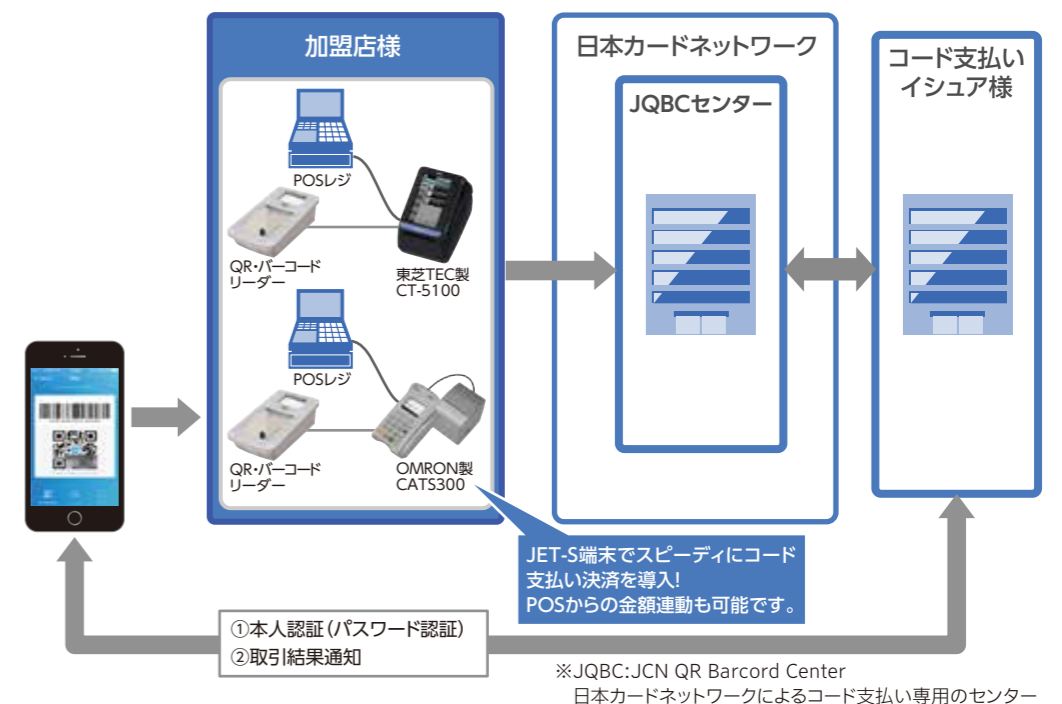 加盟店様
POSレジ
QR・バーコード
リーダー
東芝TEC製
CT-5100
POSレジ
QR・バーコード
リーダー
OMRON製
CATS300
日本カードネットワーク
JQBCセンター
コード支払い
イシュア様
JET-S端末でスピーディにコード
支払い決済を導入!
POSからの金額連動も可能です。
①本人認証(パスワード認証)
②取引結果通知
※JQBC:JCN QR Barcord Center
日本カードネットワークによるコード支払い専用のセンター